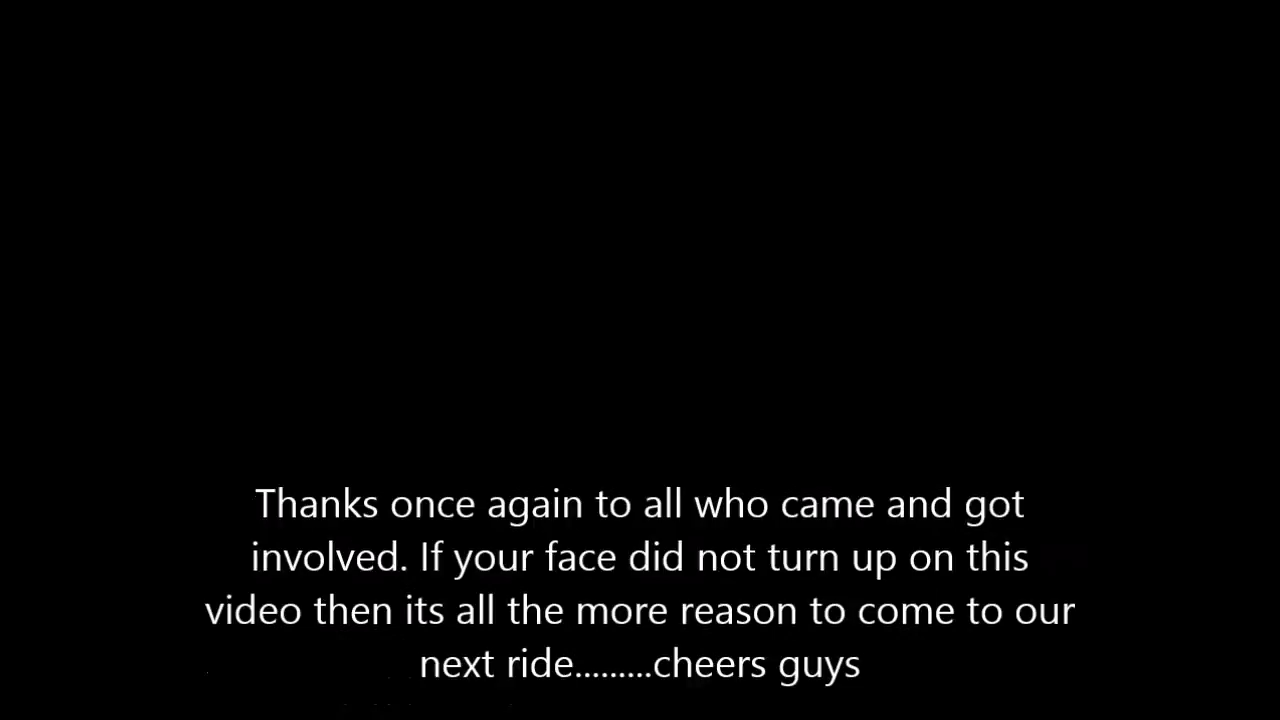 Thanks once again to all who came and got
involved. If your face did not turn up on this
video then its all the more reason to come to our
next ride.........cheers guys